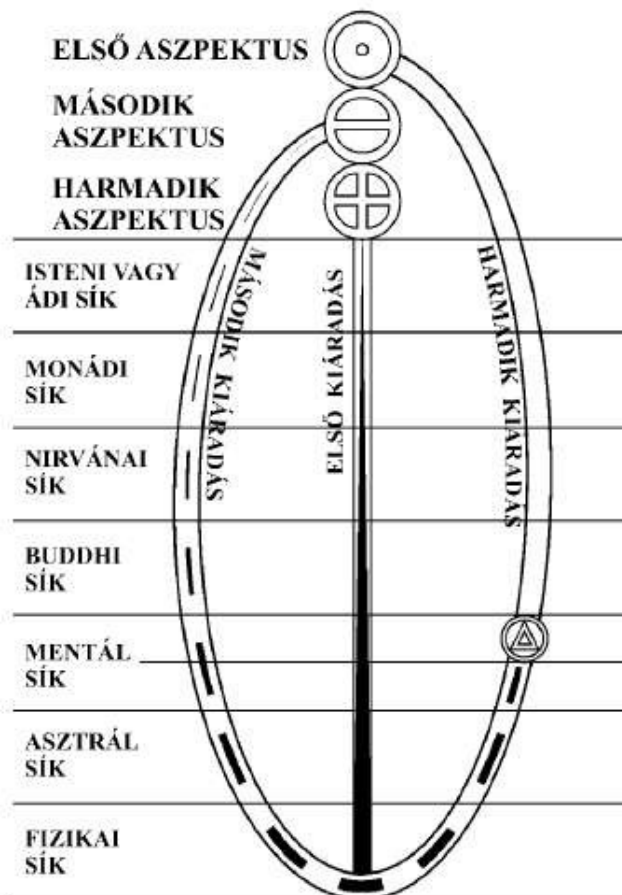 ELSŐ ASZPEKTUS
MÁSODIK
ASZPEKTUS
HARMADIK
ASZPEKTUS
ISTENI VAGY
ÁDI SÍK
MÁSODIK KIÁRADÁS
ELSŐ KIÁRADÁS
HARMADIK KIÁRADÁS
MONÁDI
SÍK
NIRVÁNAI
SÍK
BUDDHI
SÍK
MENTÁL
SÍK
ASZTRÁL
SÍK
FIZIKAI
SÍK